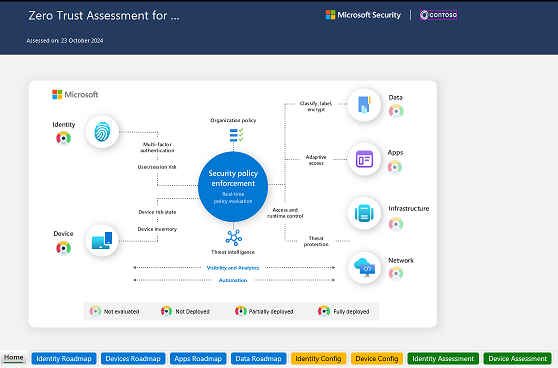 Zero Trust Assessment for ...
Microsoft Security
CONTOSO
Assessed on: 23 October 2024
Microsoft
Identity
Organization policy
Classify, label,
encrypt
Data
Multi-factor
authentication
User/session risk
Security policy
enforcement
Real-time
policy evaluation
Adaptive
access
Apps
Device risk state
Device inventory
Device
Access and
runtime control
Infrastructure
Threat
protection
Threat intelligence
Network
Visibility and Analytics
Automation
Not evaluated
Not Deployed
Partially deployed
Fully deployed
Home
Identity Roadmap
Devices Roadmap
Apps Roadmap
Data Roadmap
Identity Config
Device Config
Identity Assessment
Device Assessment